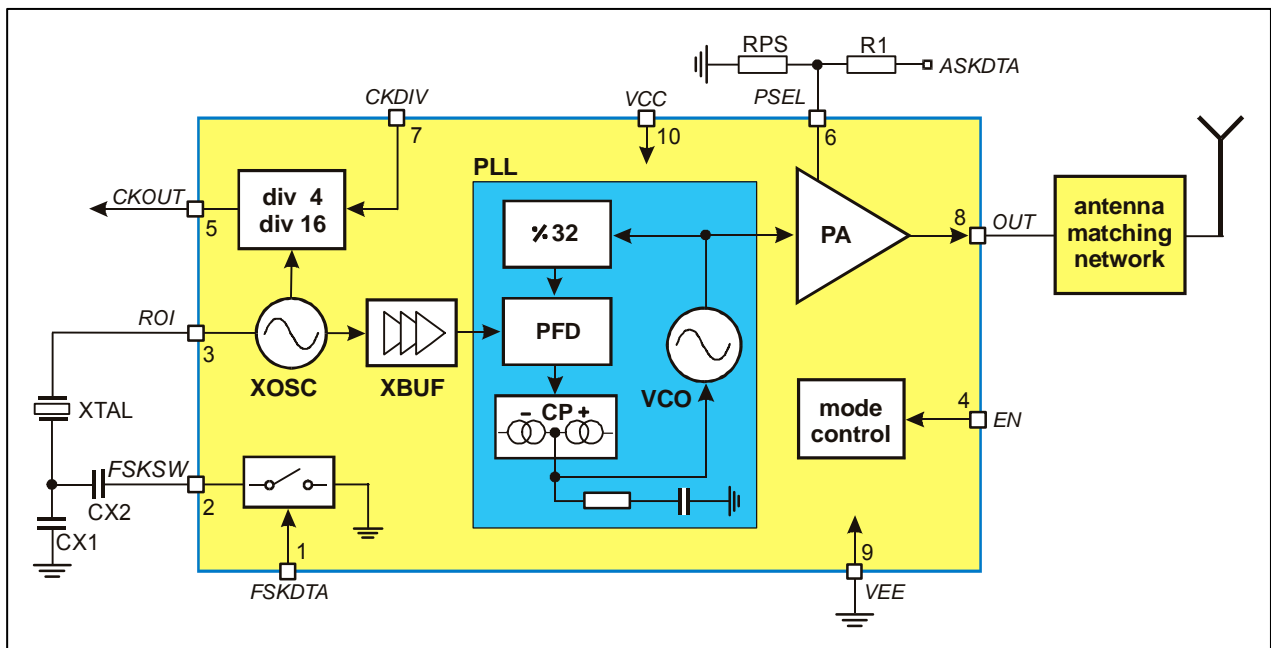 RPS
R1
ASKDTA
CKDIV
VCC
PSEL
7
10
6
PLL
div 4
div 16
CKOUT
5
٪32
PA
8
OUT
antenna
matching
network
ROI
3
XOSC
XBUF
PFD
VCO
XTAL
- CP +
mode
control
4
EN
FSKSW
2
CX2
CX1
1
FSKDTA
9
VEE